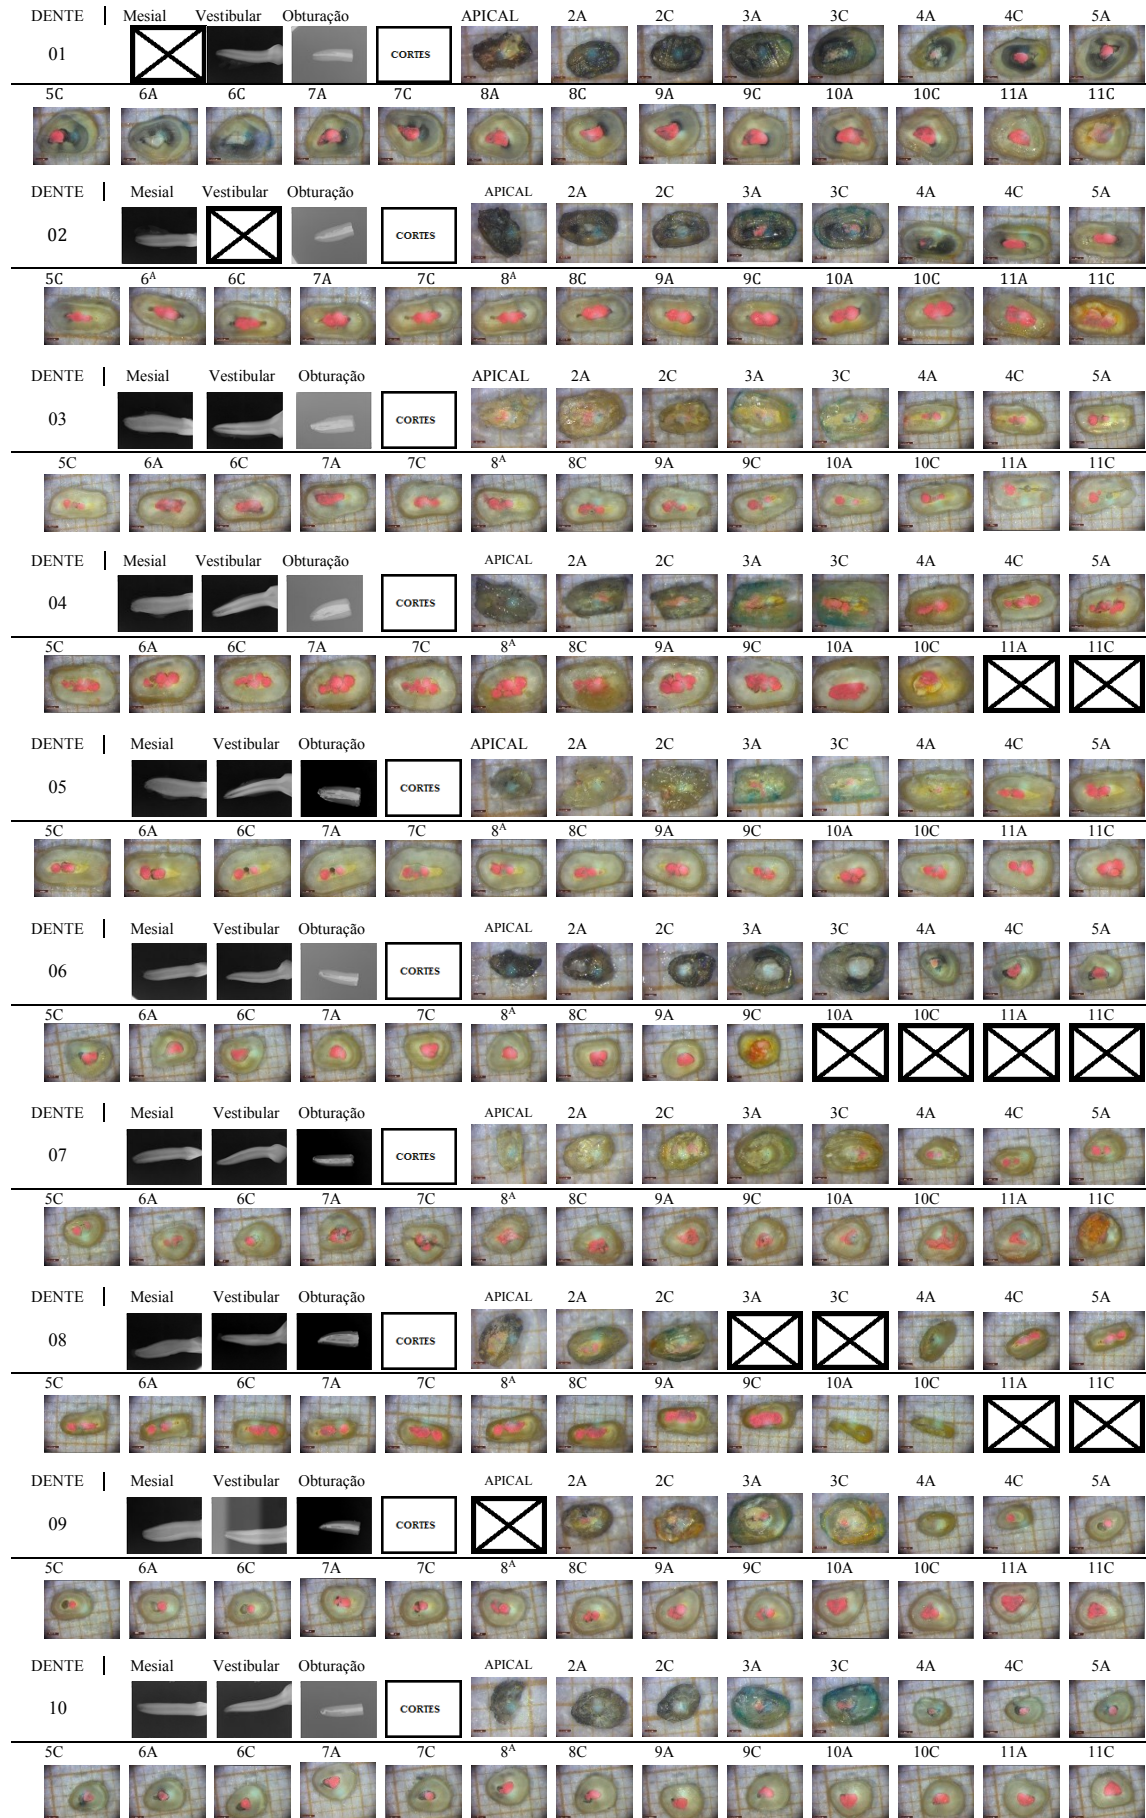 DENTE | Mesial Vestibular Obturação APICAL 2A 2C 3A 3C 4A 4C 5A
01 CORTES
5C 6A 6C 7A 7C 8A 8C 9A 9C 10A 10C 11A 11C
DENTE | Mesial Vestibular Obturação APICAL 2A 2C 3A 3C 4A 4C 5A
02 CORTES
5C 6ᴬ 6C 7A 7C 8ᴬ 8C 9A 9C 10A 10C 11A 11C
DENTE | Mesial Vestibular Obturação APICAL 2A 2C 3A 3C 4A 4C 5A
03 CORTES
5C 6A 6C 7A 7C 8ᴬ 8C 9A 9C 10A 10C 11A 11C
DENTE | Mesial Vestibular Obturação APICAL 2A 2C 3A 3C 4A 4C 5A
04 CORTES
5C 6A 6C 7A 7C 8ᴬ 8C 9A 9C 10A 10C 11A 11C
DENTE | Mesial Vestibular Obturação APICAL 2A 2C 3A 3C 4A 4C 5A
05 CORTES
5C 6A 6C 7A 7C 8ᴬ 8C 9A 9C 10A 10C 11A 11C
DENTE | Mesial Vestibular Obturação APICAL 2A 2C 3A 3C 4A 4C 5A
06 CORTES
5C 6A 6C 7A 7C 8ᴬ 8C 9A 9C 10A 10C 11A 11C
DENTE | Mesial Vestibular Obturação APICAL 2A 2C 3A 3C 4A 4C 5A
07 CORTES
5C 6A 6C 7A 7C 8ᴬ 8C 9A 9C 10A 10C 11A 11C
DENTE | Mesial Vestibular Obturação APICAL 2A 2C 3A 3C 4A 4C 5A
08 CORTES
5C 6A 6C 7A 7C 8ᴬ 8C 9A 9C 10A 10C 11A 11C
DENTE | Mesial Vestibular Obturação APICAL 2A 2C 3A 3C 4A 4C 5A
09 CORTES
5C 6A 6C 7A 7C 8ᴬ 8C 9A 9C 10A 10C 11A 11C
DENTE | Mesial Vestibular Obturação APICAL 2A 2C 3A 3C 4A 4C 5A
10 CORTES
5C 6A 6C 7A 7C 8ᴬ 8C 9A 9C 10A 10C 11A 11C